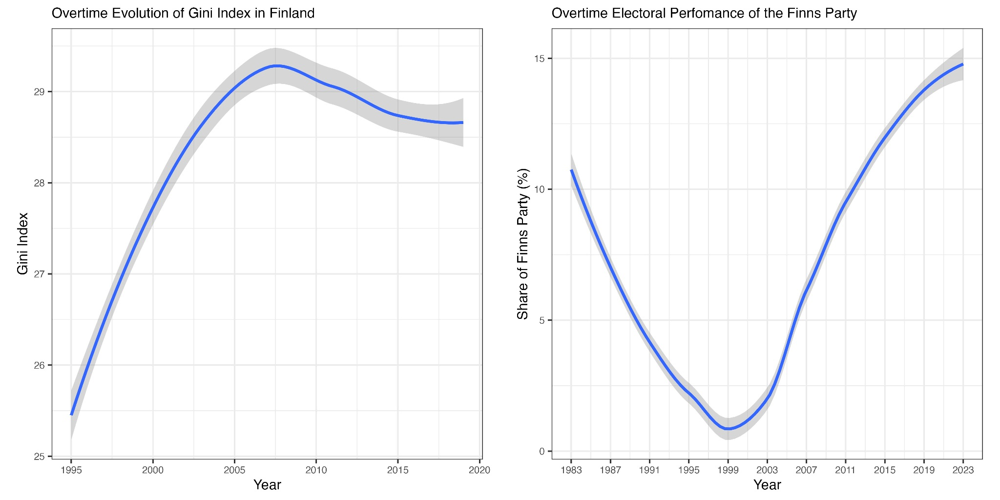 Overtime Evolution of Gini Index in Finland
Gini Index
29
28
27
26
25
1995 2000 2005 2010 2015 2020
Year
Overtime Electoral Perfomance of the Finns Party
Share of Finns Party (%)
15
10
5
0
1983 1987 1991 1995 1999 2003 2007 2011 2015 2019 2023
Year